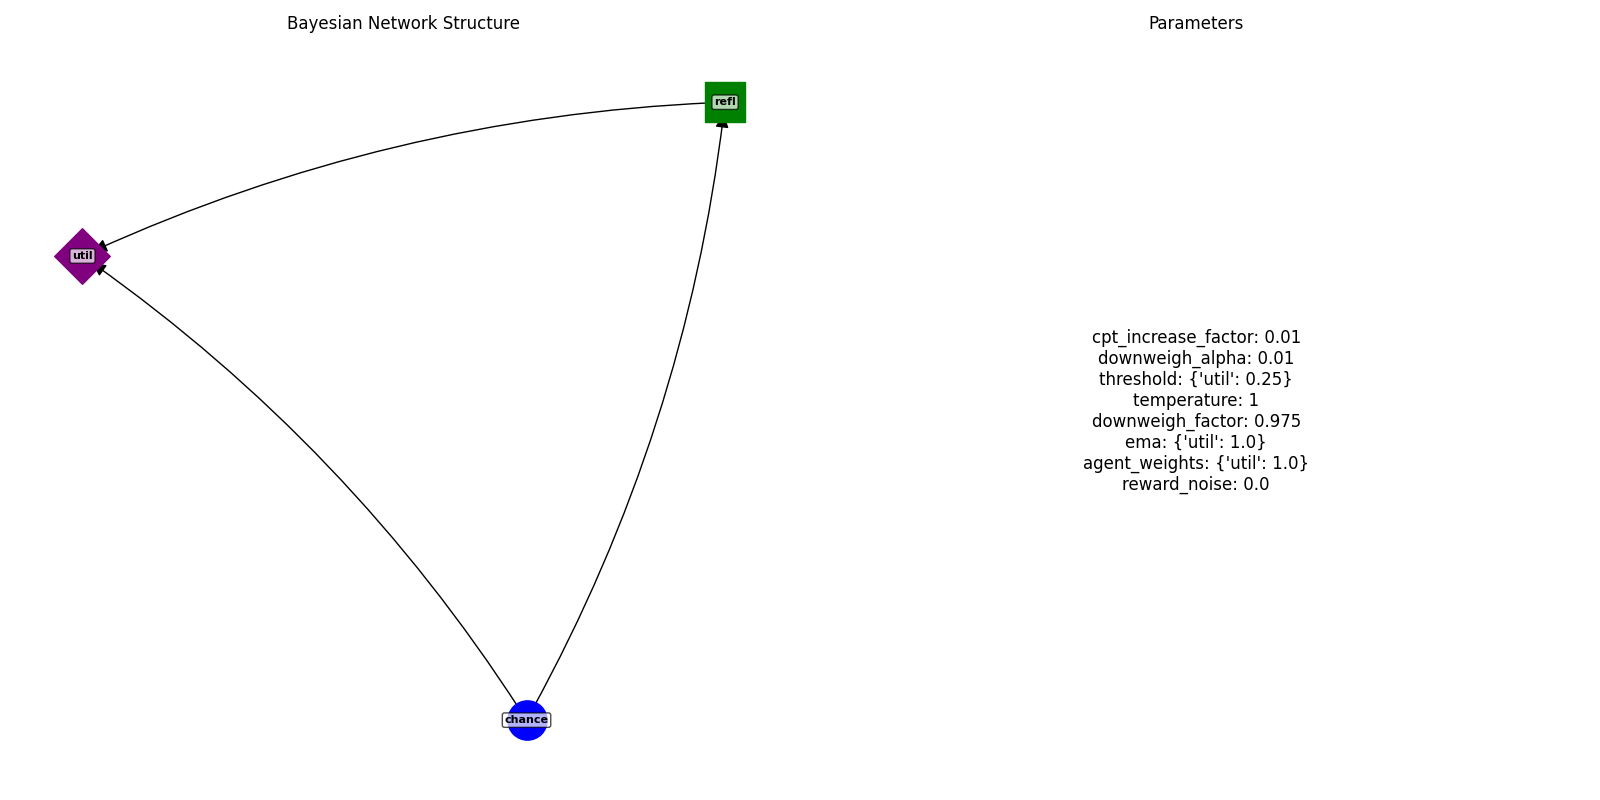 Bayesian Network Structure
Parameters
refl
util
chance
cpt_increase_factor: 0.01
downweigh_alpha: 0.01
threshold: {'util': 0.25}
temperature: 1
downweigh_factor: 0.975
ema: {'util': 1.0}
agent_weights: {'util': 1.0}
reward_noise: 0.0